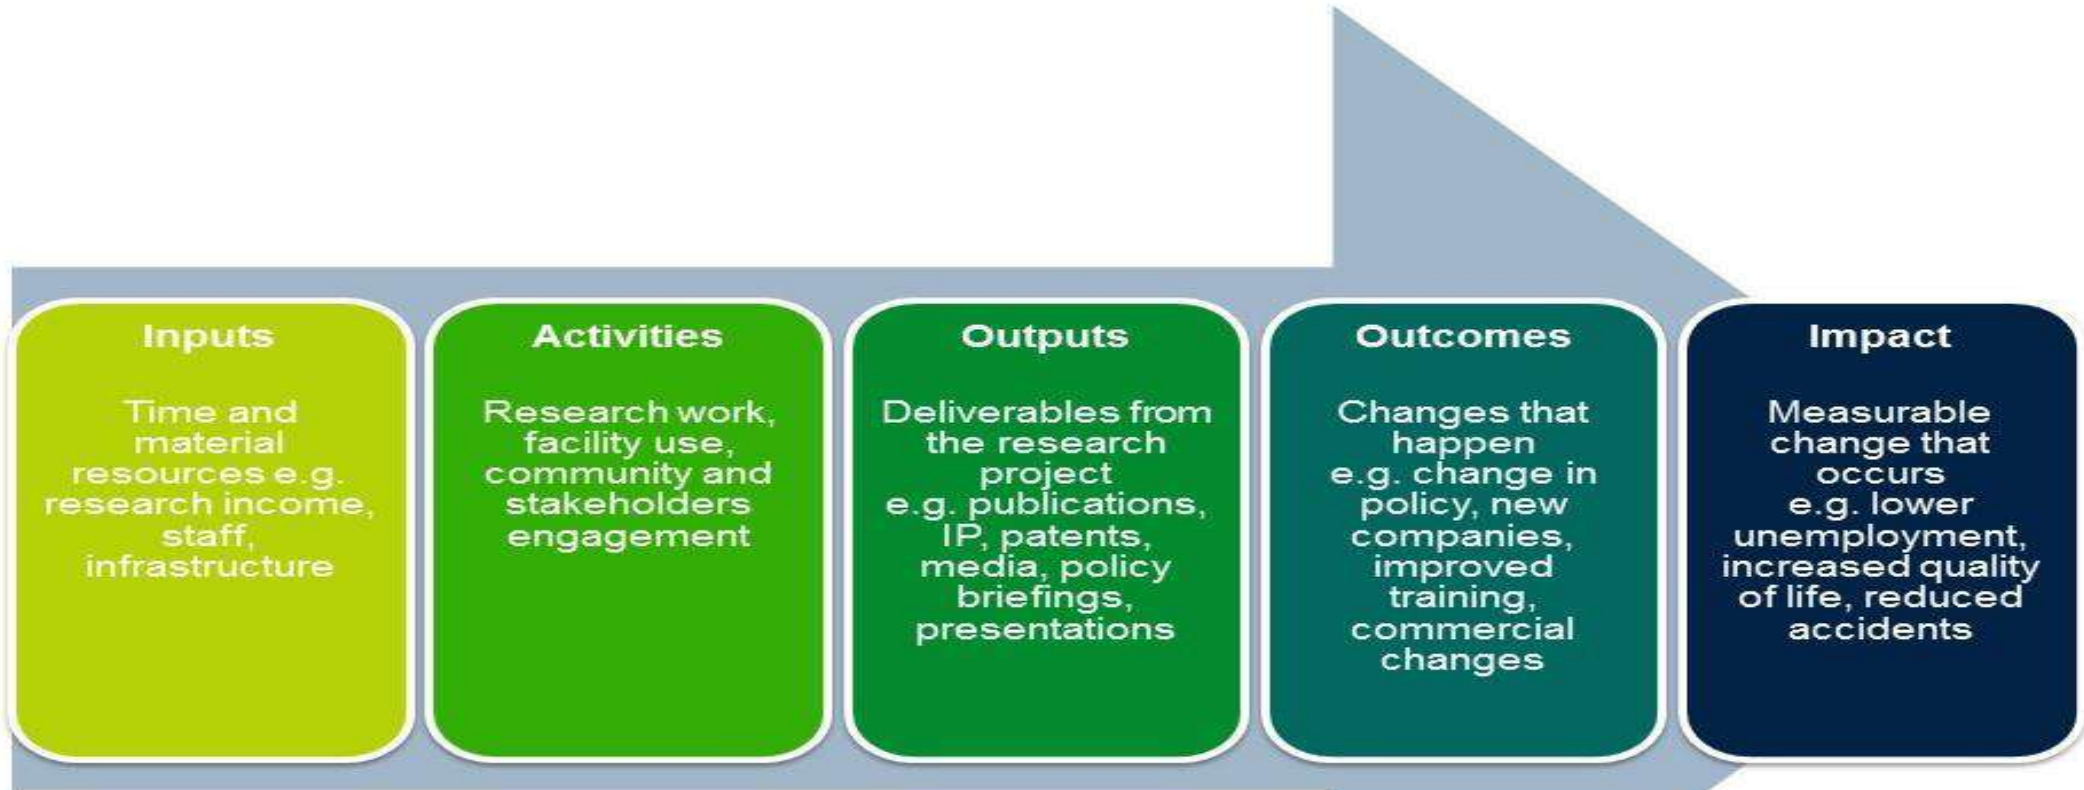 Inputs
Time and
material
resources e.g.
research income,
staff,
infrastructure
Activities
Research work,
facility use,
community and
stakeholders
engagement
Outputs
Deliverables from
the research
project
e.g. publications,
IP, patents,
media, policy
briefings,
presentations
Outcomes
Changes that
happen
e.g. change in
policy, new
companies,
improved
training,
commercial
changes
Impact
Measurable
change that
occurs
e.g. lower
unemployment,
increased quality
of life, reduced
accidents